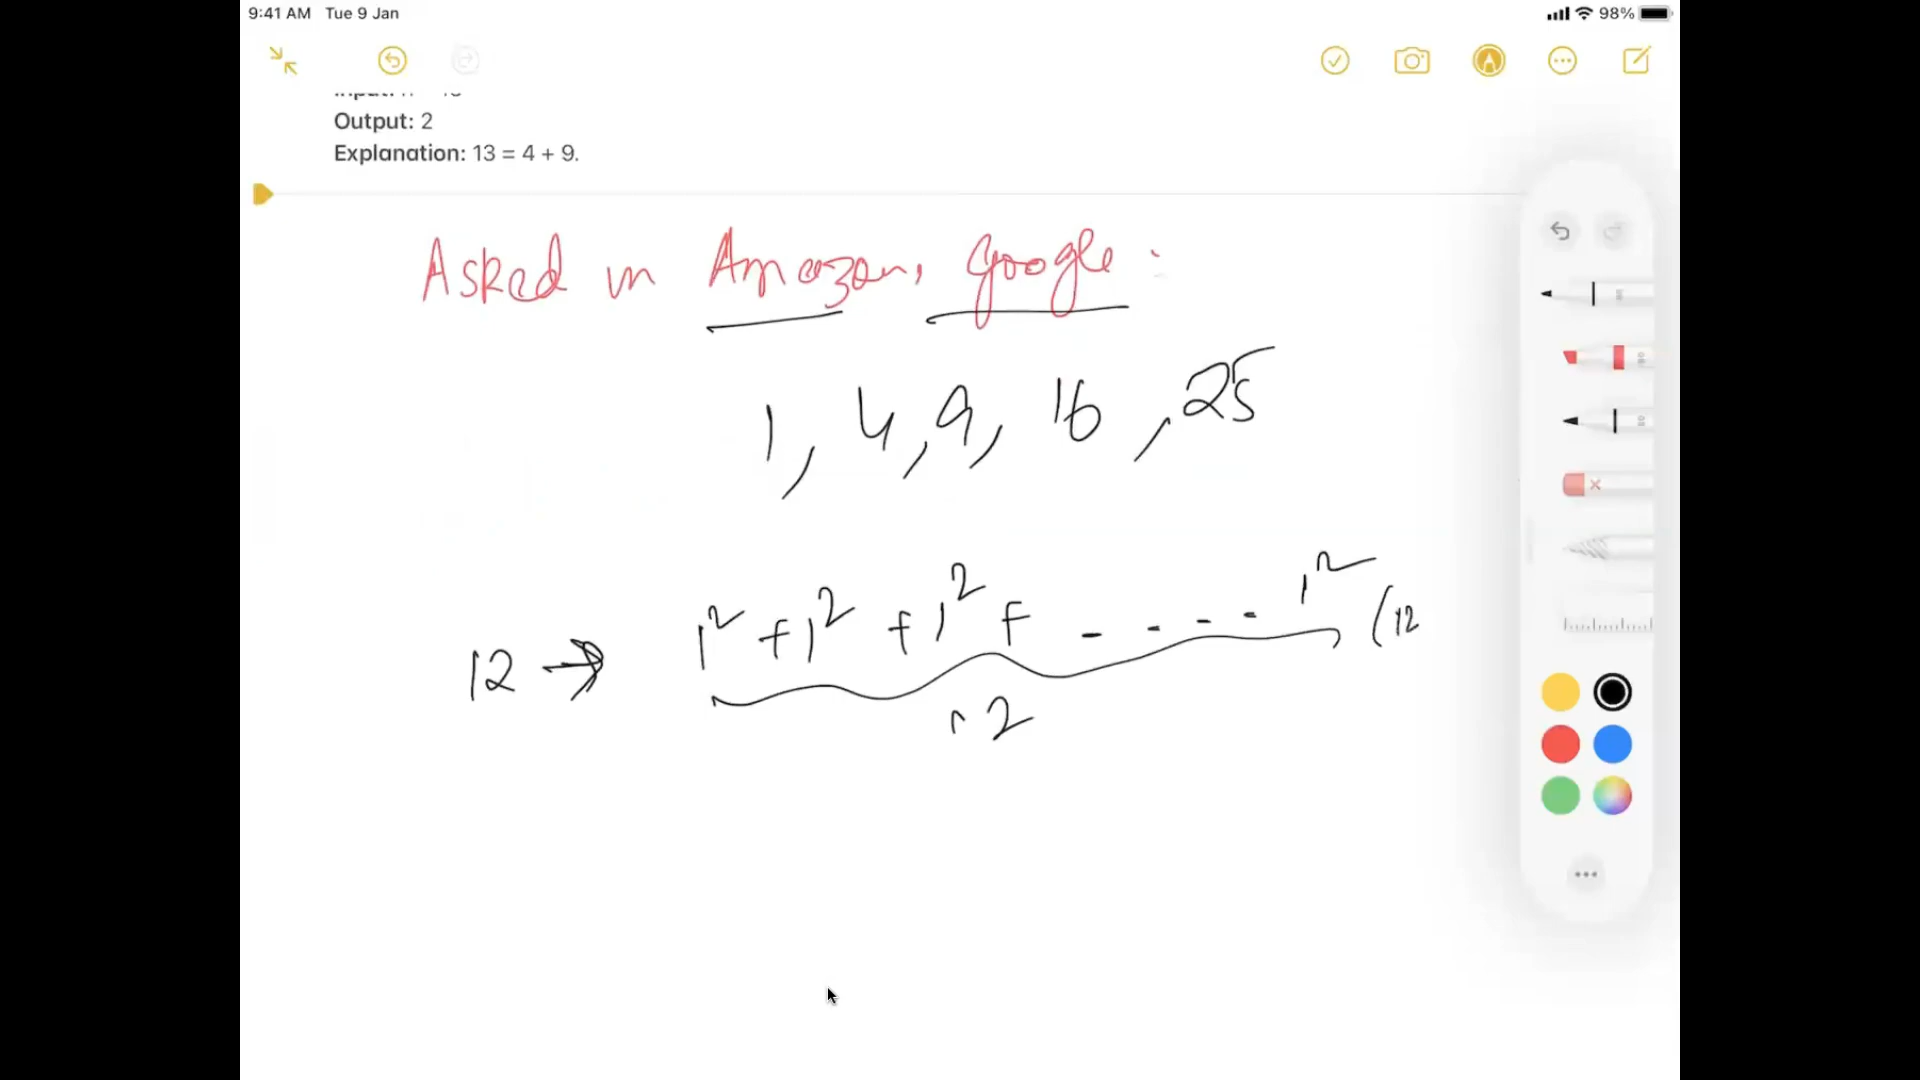 9:41 AM Tue 9 Jan 98%
Output: 2
Explanation: 13 = 4 + 9.
Asked in Amazon, Google :
1, 4, 9, 16, 25
12 → 1² + 1² + 1² + - - - - 1² (12
12